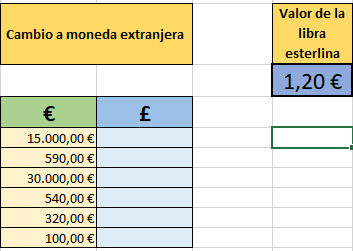 Cambio a moneda extranjera
Valor de la
libra
esterlina
1,20 €
€ £
15.000,00 €
590,00 €
30.000,00 €
540,00 €
320,00 €
100,00 €